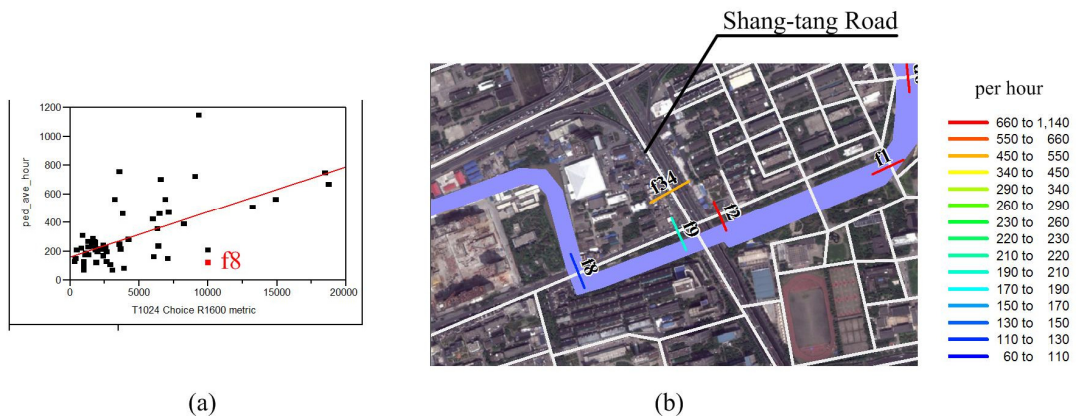 Shang-tang Road
1200
1000
800
600
400
200
0
ped_ave_hour
f8
0
5000
10000
15000
20000
T1024 Choice R1600 metric
(a)
f34
f2
f1
f9
f8
(b)
per hour
660 to 1,140
550 to 660
450 to 550
340 to 450
290 to 340
260 to 290
230 to 260
220 to 230
210 to 220
190 to 210
170 to 190
150 to 170
130 to 150
110 to 130
60 to 110